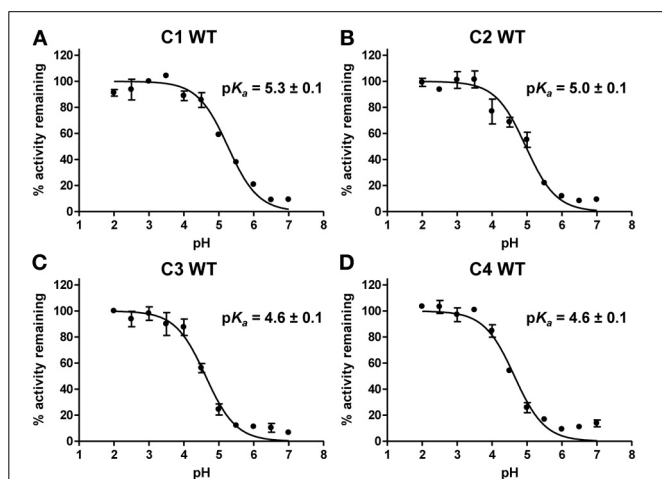 A
C1 WT
% activity remaining
120
100
80
60
40
20
0
pKa = 5.3 ± 0.1
1 2 3 4 5 6 7 8
pH
B
C2 WT
% activity remaining
120
100
80
60
40
20
0
pKa = 5.0 ± 0.1
1 2 3 4 5 6 7 8
pH
C
C3 WT
% activity remaining
120
100
80
60
40
20
0
pKa = 4.6 ± 0.1
1 2 3 4 5 6 7 8
pH
D
C4 WT
% activity remaining
120
100
80
60
40
20
0
pKa = 4.6 ± 0.1
1 2 3 4 5 6 7 8
pH